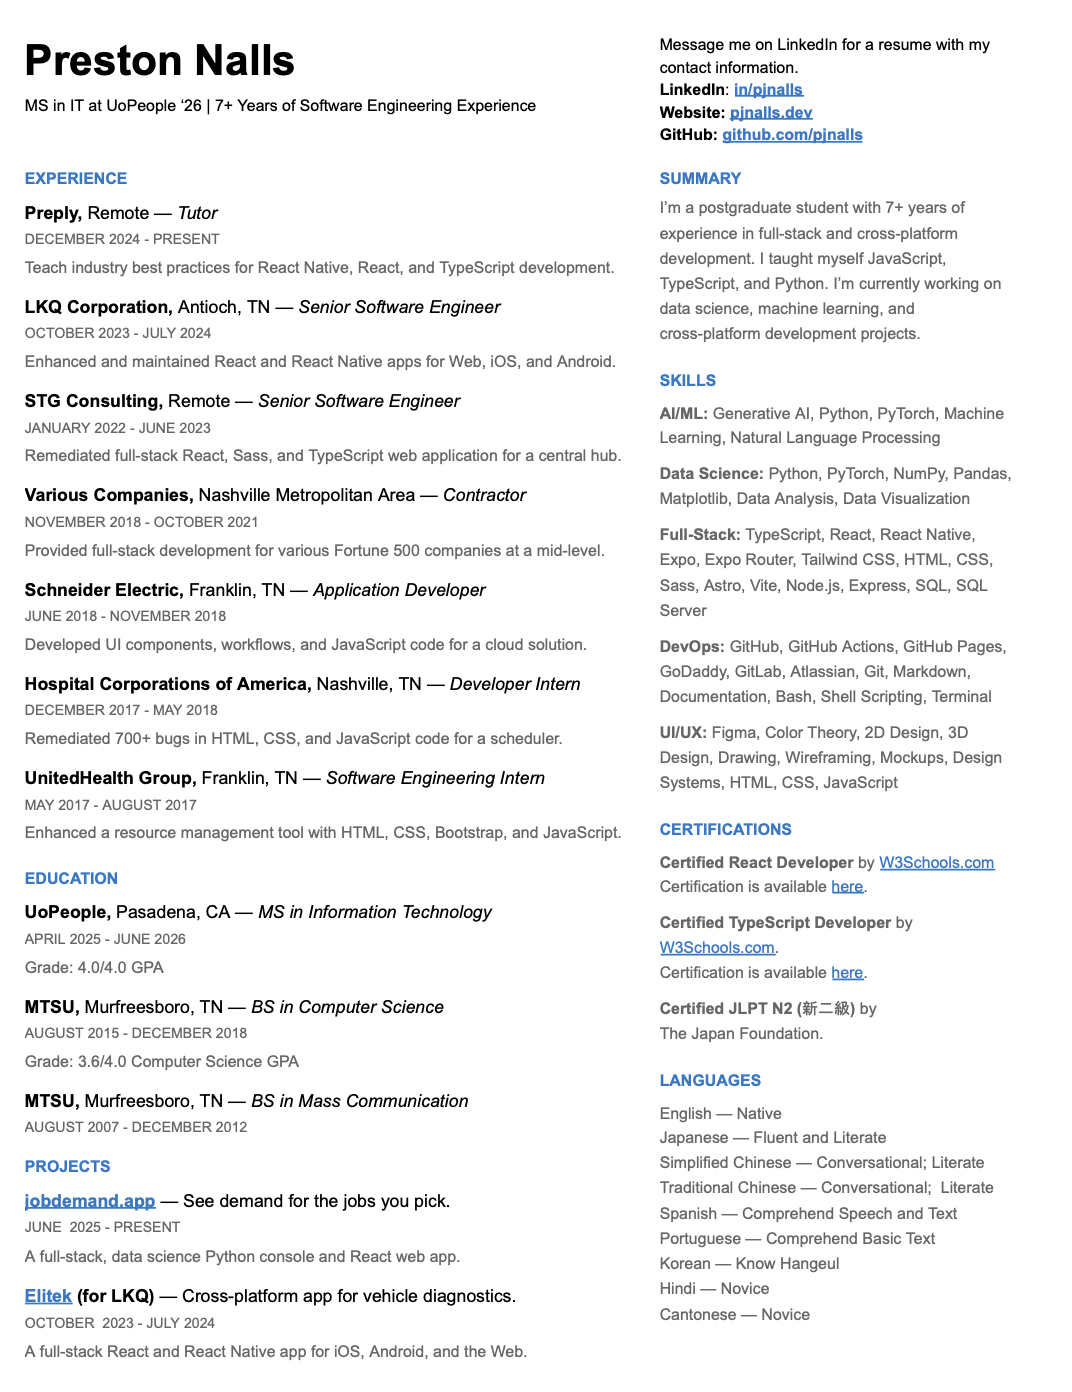 Preston Nalls
MS in IT at UoPeople ‘26 | 7+ Years of Software Engineering Experience
Message me on LinkedIn for a resume with my
contact information.
LinkedIn: in/pjnalls
Website: pjnalls.dev
GitHub: github.com/pjnalls
EXPERIENCE
Preply, Remote — Tutor
DECEMBER 2024 - PRESENT
Teach industry best practices for React Native, React, and TypeScript development.
LKQ Corporation, Antioch, TN — Senior Software Engineer
OCTOBER 2023 - JULY 2024
Enhanced and maintained React and React Native apps for Web, iOS, and Android.
STG Consulting, Remote — Senior Software Engineer
JANUARY 2022 - JUNE 2023
Remediated full-stack React, Sass, and TypeScript web application for a central hub.
Various Companies, Nashville Metropolitan Area — Contractor
NOVEMBER 2018 - OCTOBER 2021
Provided full-stack development for various Fortune 500 companies at a mid-level.
Schneider Electric, Franklin, TN — Application Developer
JUNE 2018 - NOVEMBER 2018
Developed UI components, workflows, and JavaScript code for a cloud solution.
Hospital Corporations of America, Nashville, TN — Developer Intern
DECEMBER 2017 - MAY 2018
Remediated 700+ bugs in HTML, CSS, and JavaScript code for a scheduler.
UnitedHealth Group, Franklin, TN — Software Engineering Intern
MAY 2017 - AUGUST 2017
Enhanced a resource management tool with HTML, CSS, Bootstrap, and JavaScript.
EDUCATION
UoPeople, Pasadena, CA — MS in Information Technology
APRIL 2025 - JUNE 2026
Grade: 4.0/4.0 GPA
MTSU, Murfreesboro, TN — BS in Computer Science
AUGUST 2015 - DECEMBER 2018
Grade: 3.6/4.0 Computer Science GPA
MTSU, Murfreesboro, TN — BS in Mass Communication
AUGUST 2007 - DECEMBER 2012
PROJECTS
jobdemand.app — See demand for the jobs you pick.
JUNE  2025 - PRESENT
A full-stack, data science Python console and React web app.
Elitek (for LKQ) — Cross-platform app for vehicle diagnostics.
OCTOBER  2023 - JULY 2024
A full-stack React and React Native app for iOS, Android, and the Web.
SUMMARY
I’m a postgraduate student with 7+ years of
experience in full-stack and cross-platform
development. I taught myself JavaScript,
TypeScript, and Python. I’m currently working on
data science, machine learning, and
cross-platform development projects.
SKILLS
AI/ML: Generative AI, Python, PyTorch, Machine
Learning, Natural Language Processing
Data Science: Python, PyTorch, NumPy, Pandas,
Matplotlib, Data Analysis, Data Visualization
Full-Stack: TypeScript, React, React Native,
Expo, Expo Router, Tailwind CSS, HTML, CSS,
Sass, Astro, Vite, Node.js, Express, SQL, SQL
Server
DevOps: GitHub, GitHub Actions, GitHub Pages,
GoDaddy, GitLab, Atlassian, Git, Markdown,
Documentation, Bash, Shell Scripting, Terminal
UI/UX: Figma, Color Theory, 2D Design, 3D
Design, Drawing, Wireframing, Mockups, Design
Systems, HTML, CSS, JavaScript
CERTIFICATIONS
Certified React Developer by W3Schools.com
Certification is available here.
Certified TypeScript Developer by
W3Schools.com.
Certification is available here.
Certified JLPT N2 (新二級) by
The Japan Foundation.
LANGUAGES
English — Native
Japanese — Fluent and Literate
Simplified Chinese — Conversational; Literate
Traditional Chinese — Conversational;  Literate
Spanish — Comprehend Speech and Text
Portuguese — Comprehend Basic Text
Korean — Know Hangeul
Hindi — Novice
Cantonese — Novice